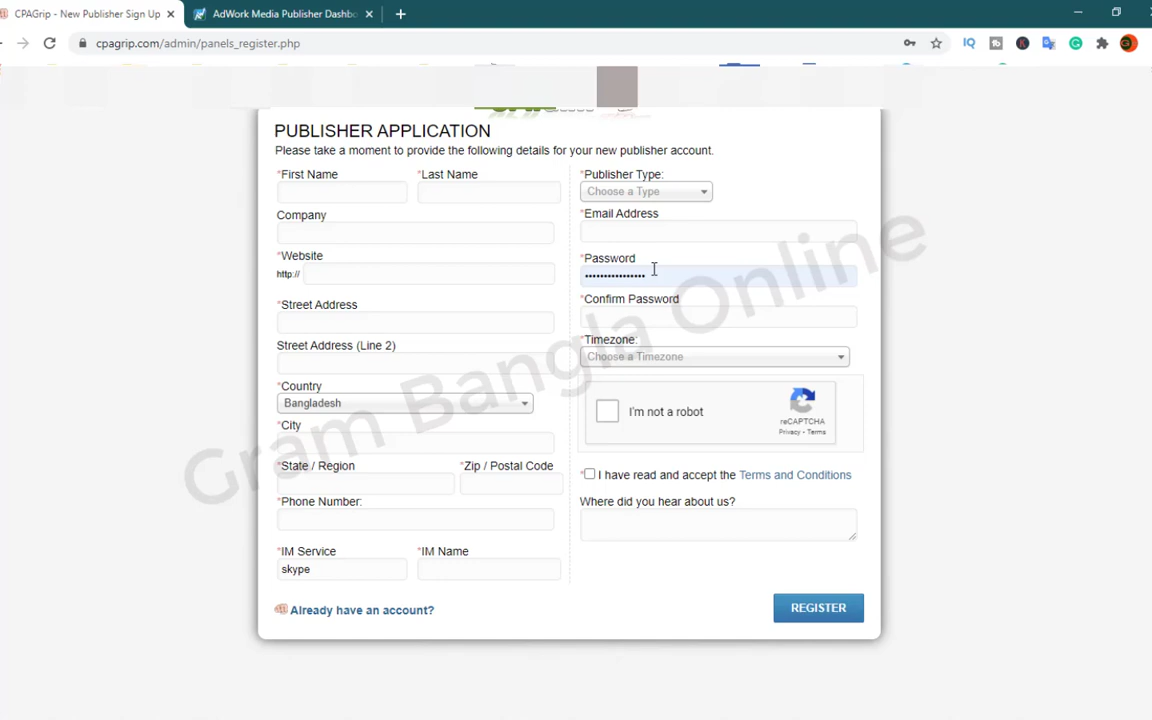 CPAGrip - New Publisher Sign Up
AdWork Media Publisher Dashbo
cpagrip.com/admin/panels_register.php
PUBLISHER APPLICATION
Please take a moment to provide the following details for your new publisher account.
*First Name
*Last Name
Company
*Website
http://
*Street Address
Street Address (Line 2)
*Country
Bangladesh
*City
*State / Region
*Zip / Postal Code
*Phone Number:
*IM Service
*IM Name
skype
Already have an account?
*Publisher Type:
Choose a Type
*Email Address
*Password
••••••••••••••••
*Confirm Password
*Timezone:
Choose a Timezone
I'm not a robot
reCAPTCHA
Privacy - Terms
*I have read and accept the Terms and Conditions
Where did you hear about us?
REGISTER
Gram Bangla Online